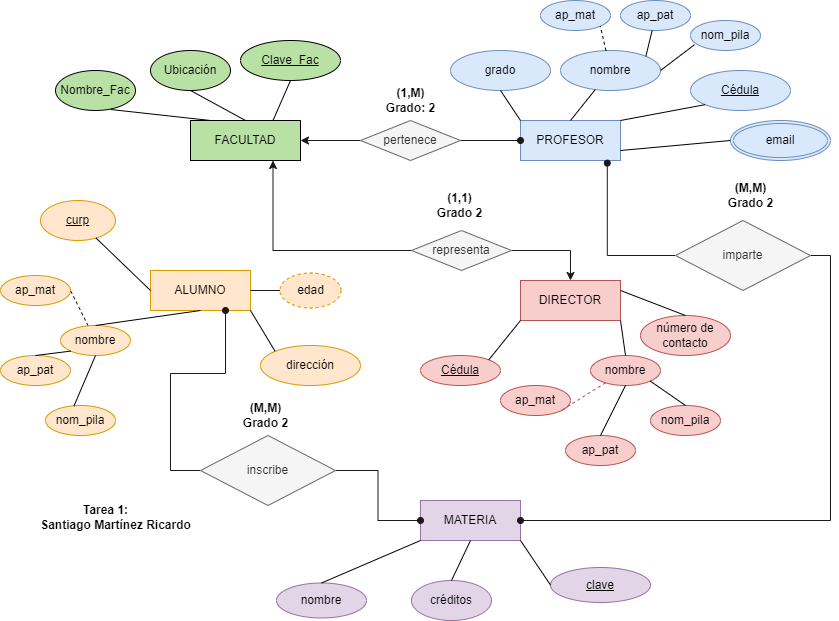 ap_mat
ap_pat
nom_pila
Clave_Fac
Ubicación
Nombre_Fac
grado
nombre
Cédula
email
(1,M)
Grado: 2
FACULTAD
pertenece
PROFESOR
(1,1)
Grado 2
(M,M)
Grado 2
curp
representa
imparte
ap_mat
ALUMNO
edad
DIRECTOR
nombre
número de
contacto
ap_pat
dirección
Cédula
nombre
ap_mat
nom_pila
nom_pila
ap_pat
(M,M)
Grado 2
inscribe
Tarea 1:
Santiago Martínez Ricardo
MATERIA
nombre
créditos
clave